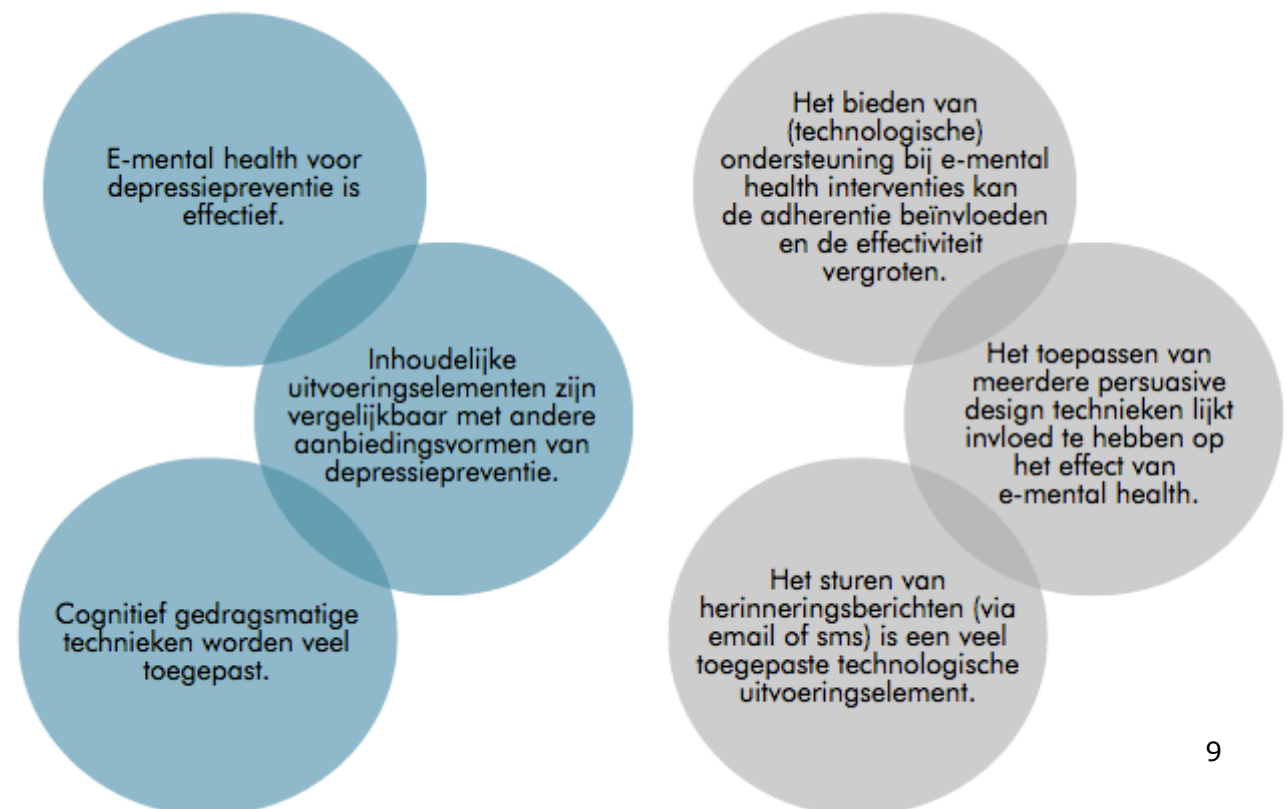 E-mental health voor
depressiepreventie is
effectief.
Inhoudelijke
uitvoeringselementen zijn
vergelijkbaar met andere
aanbiedingsvormen van
depressiepreventie.
Cognitief gedragsmatige
technieken worden veel
toegepast.
Het bieden van
(technologische)
ondersteuning bij e-mental
health interventies kan
de adherentie beïnvloeden
en de effectiviteit
vergroten.
Het toepassen van
meerdere persuasive
design technieken lijkt
invloed te hebben op
het effect van
e-mental health.
Het sturen van
herinneringsberichten (via
email of sms) is een veel
toegepaste technologische
uitvoeringselement.
9